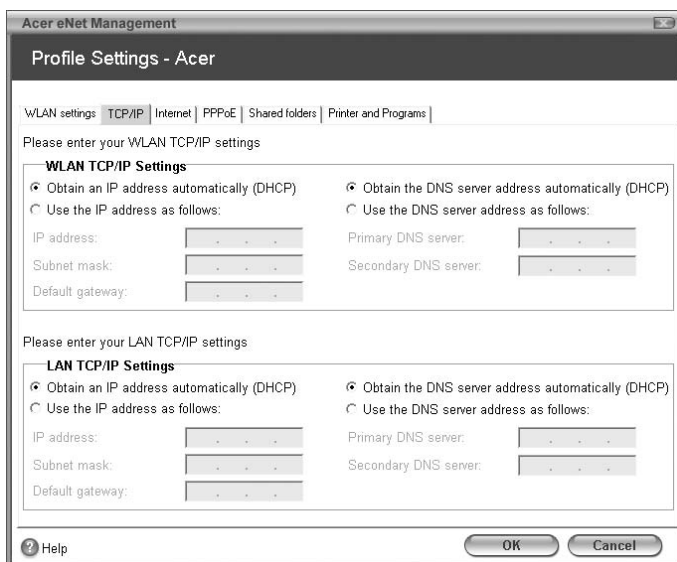 Acer eNet Management
Profile Settings - Acer
WLAN settings TCP/IP Internet PPPoE Shared folders Printer and Programs
Please enter your WLAN TCP/IP settings
WLAN TCP/IP Settings
Obtain an IP address automatically (DHCP) Obtain the DNS server address automatically (DHCP)
Use the IP address as follows: Use the DNS server address as follows:
IP address: . . . Primary DNS server: . . .
Subnet mask: . . . Secondary DNS server: . . .
Default gateway: . . .
Please enter your LAN TCP/IP settings
LAN TCP/IP Settings
Obtain an IP address automatically (DHCP) Obtain the DNS server address automatically (DHCP)
Use the IP address as follows: Use the DNS server address as follows:
IP address: . . . Primary DNS server: . . .
Subnet mask: . . . Secondary DNS server: . . .
Default gateway: . . .
? Help OK Cancel